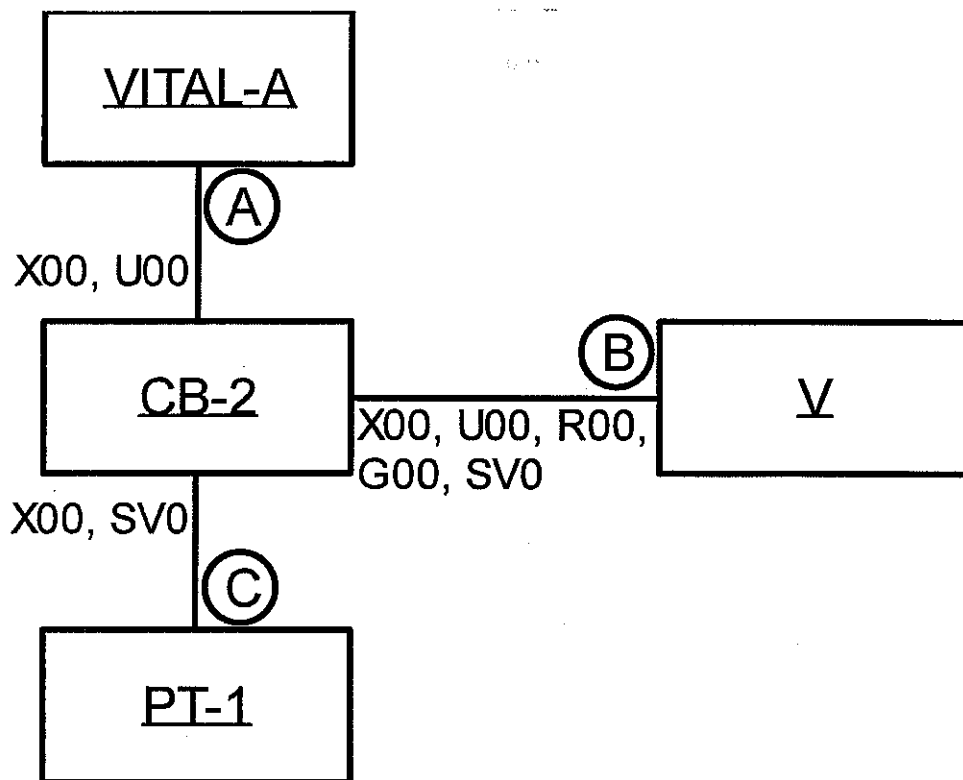 VITAL-A
A
X00, U00
CB-2
B
V
X00, U00, R00,
G00, SV0
X00, SV0
C
PT-1